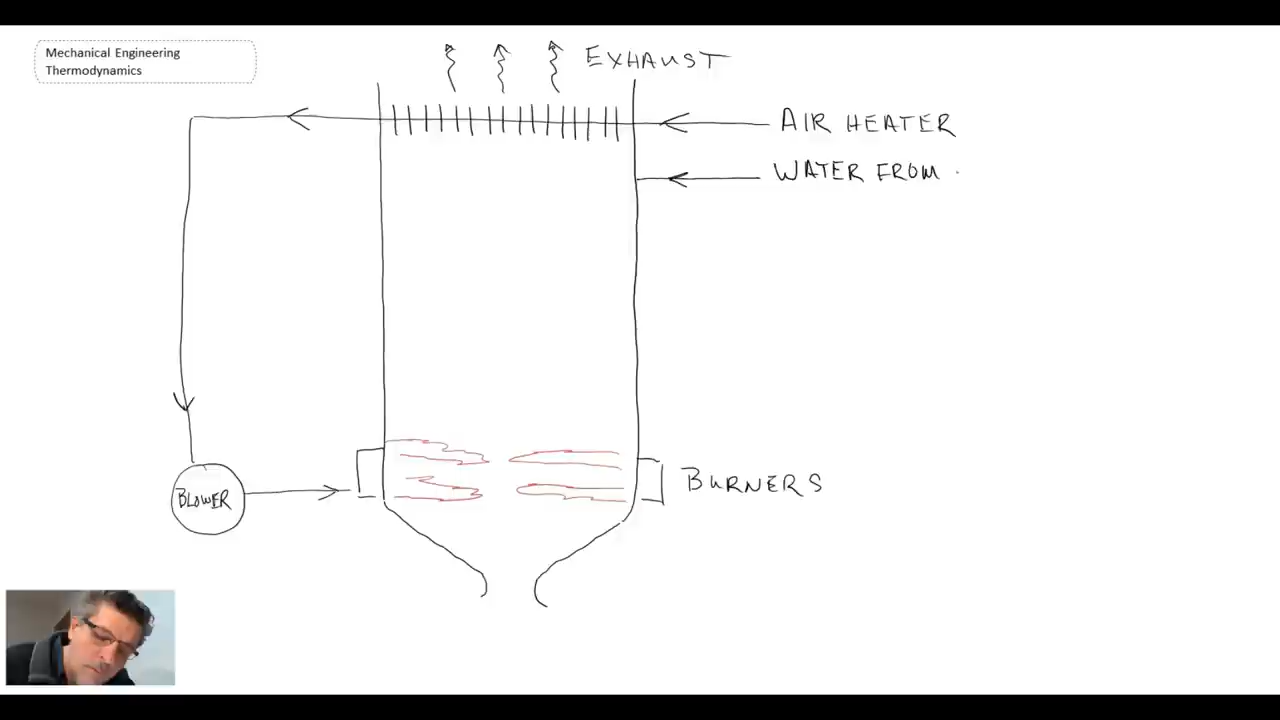 Mechanical Engineering
Thermodynamics
EXHAUST
AIR HEATER
WATER FROM
BLOWER
BURNERS